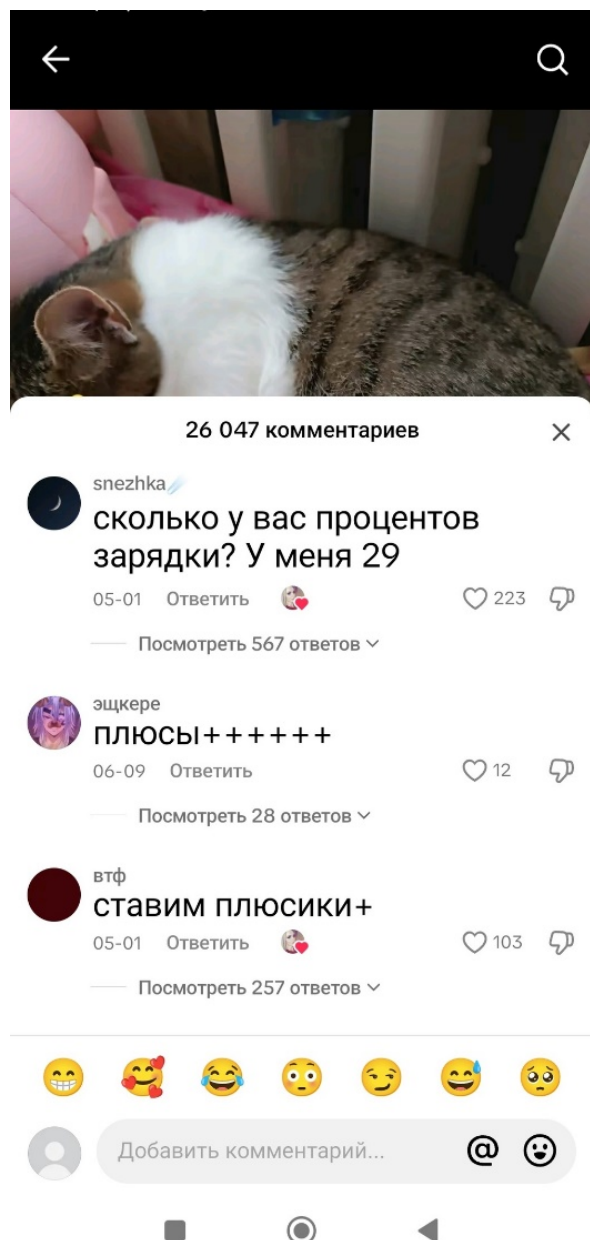 26 047 комментариев
snezhka☄️
сколько у вас процентов
зарядки? У меня 29
05-01 Ответить 223
Посмотреть 567 ответов
эщкере
плюсы++++++
06-09 Ответить 12
Посмотреть 28 ответов
втф
ставим плюсики+
05-01 Ответить 103
Посмотреть 257 ответов
Добавить комментарий... @